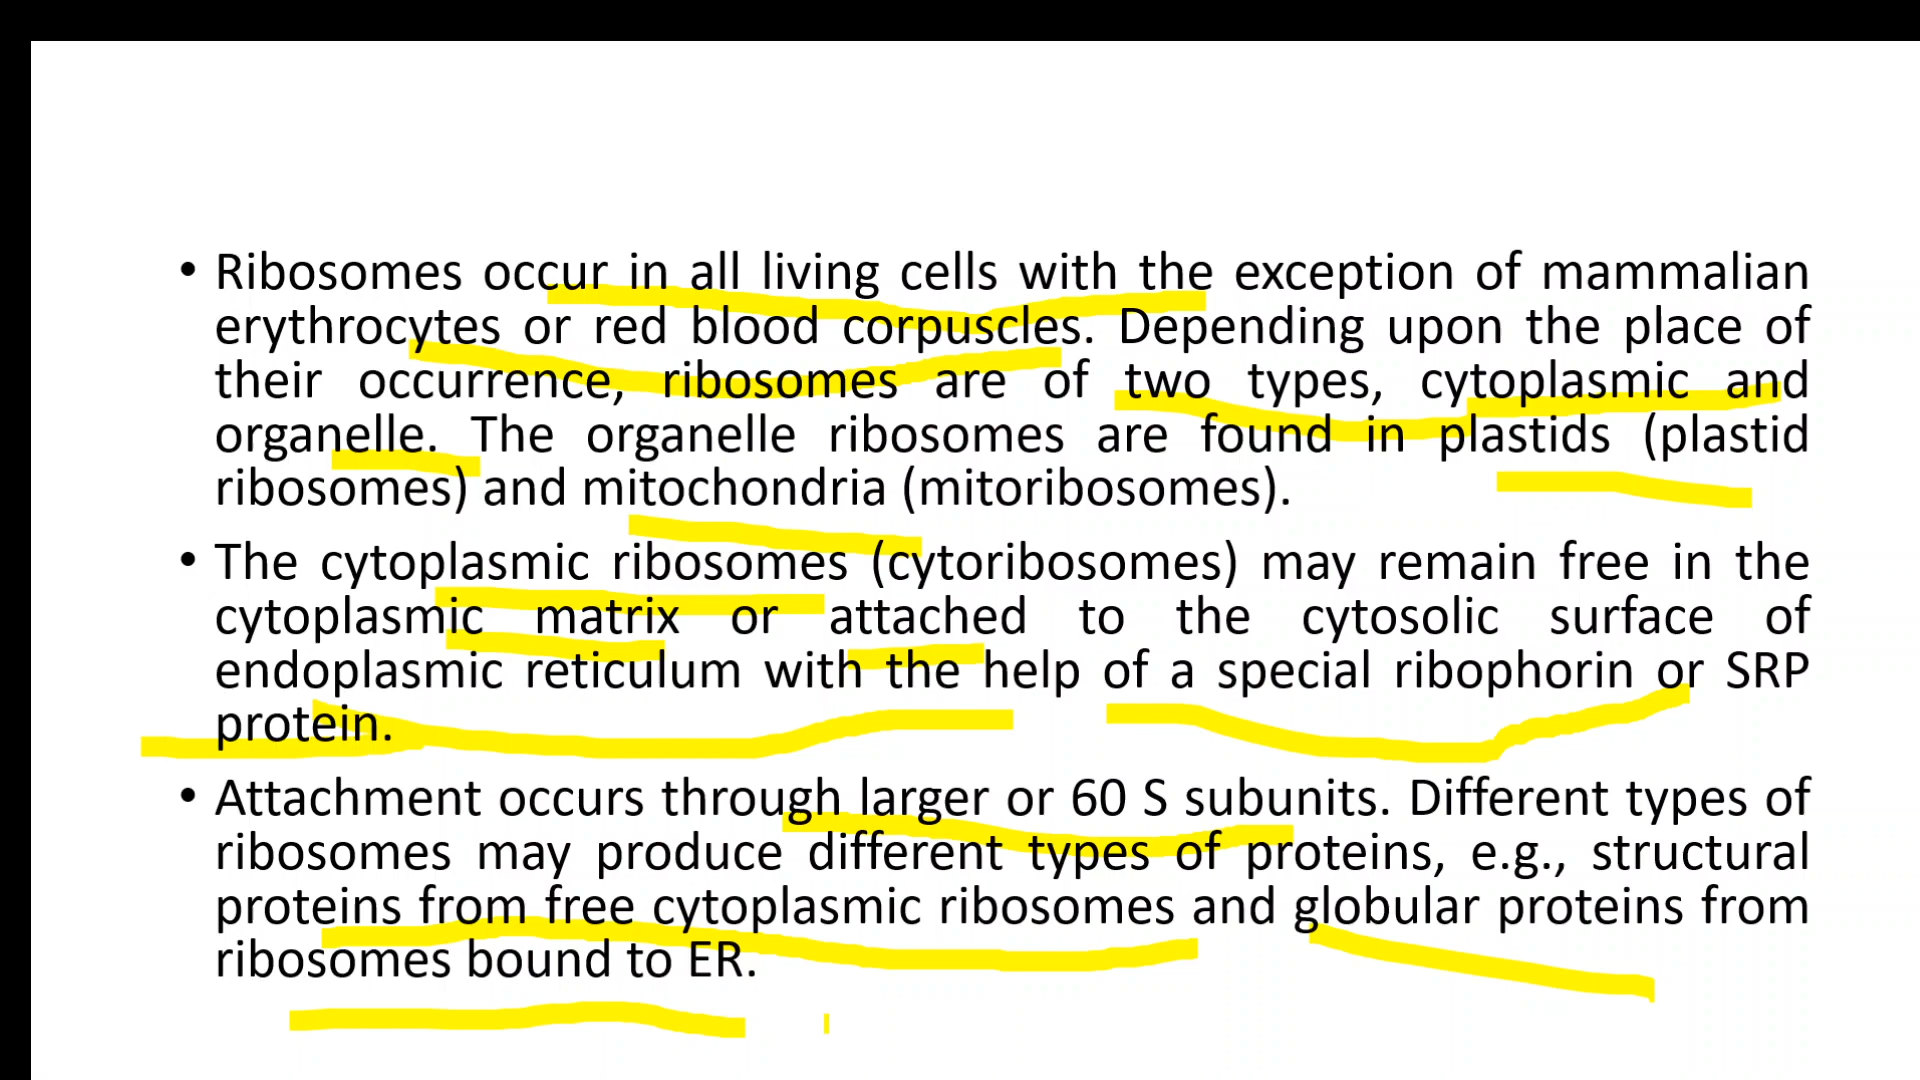 • Ribosomes occur in all living cells with the exception of mammalian
erythrocytes or red blood corpuscles. Depending upon the place of
their occurrence, ribosomes are of two types, cytoplasmic and
organelle. The organelle ribosomes are found in plastids (plastid
ribosomes) and mitochondria (mitoribosomes).
• The cytoplasmic ribosomes (cytoribosomes) may remain free in the
cytoplasmic matrix or attached to the cytosolic surface of
endoplasmic reticulum with the help of a special ribophorin or SRP
protein.
• Attachment occurs through larger or 60 S subunits. Different types of
ribosomes may produce different types of proteins, e.g., structural
proteins from free cytoplasmic ribosomes and globular proteins from
ribosomes bound to ER.